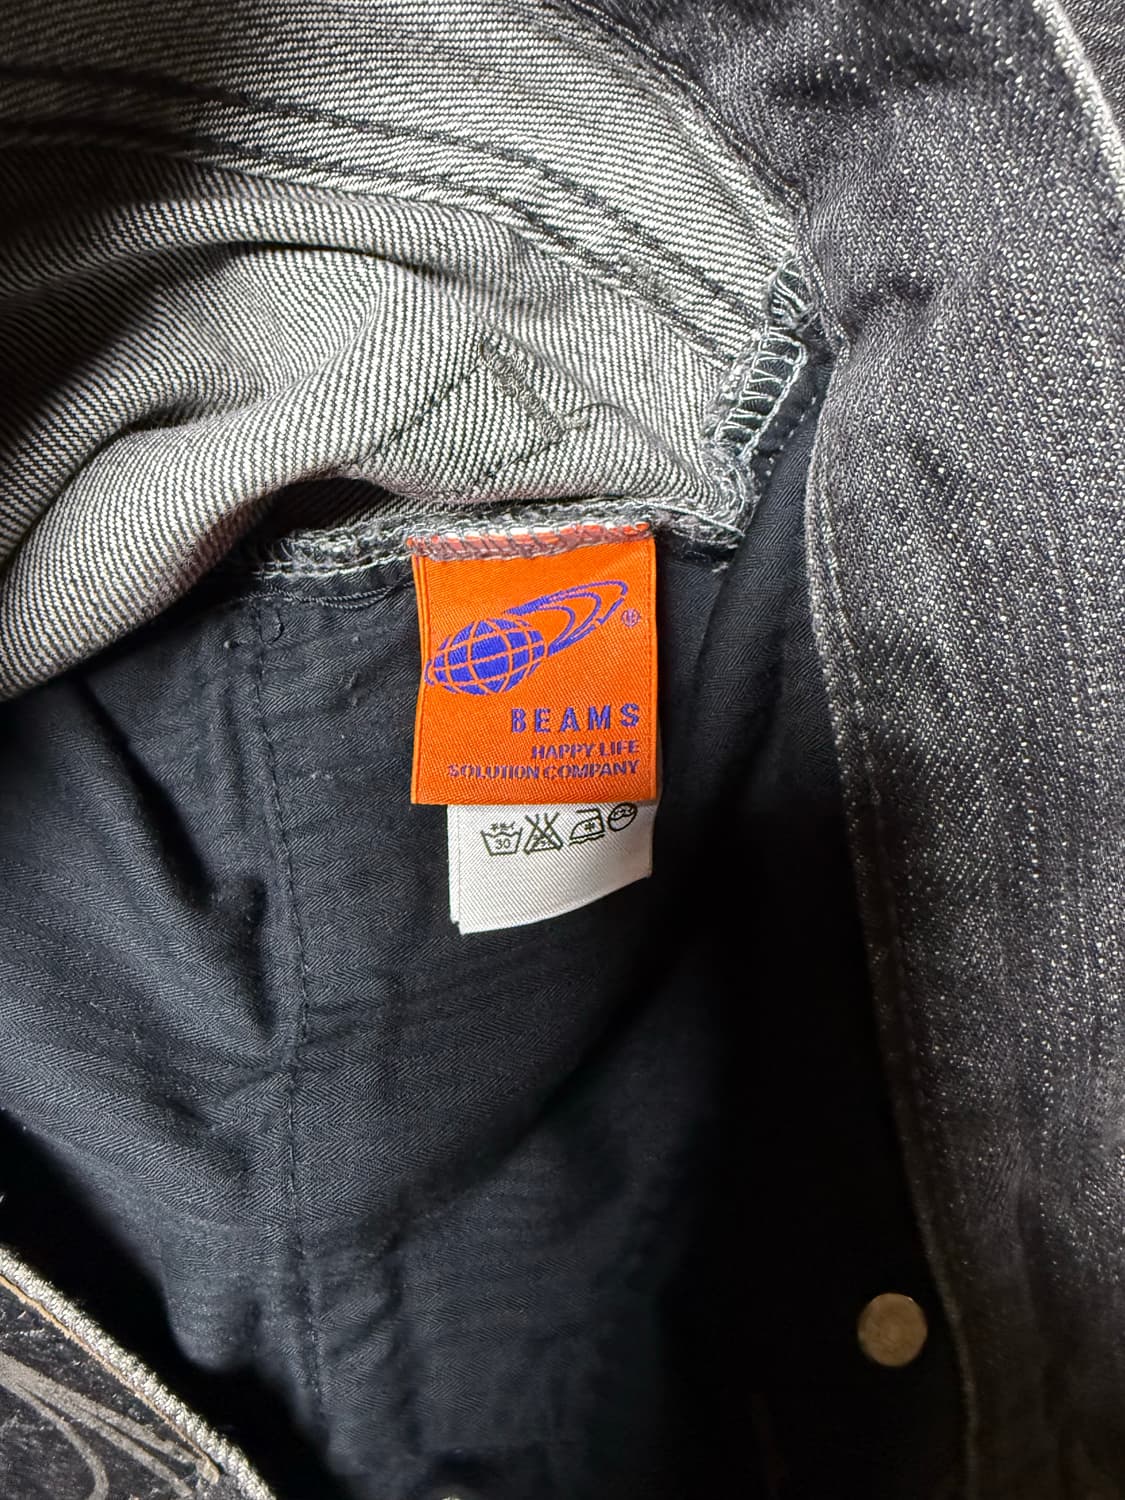 BEAMS
HAPPY LIFE
SOLUTION COMPANY
30